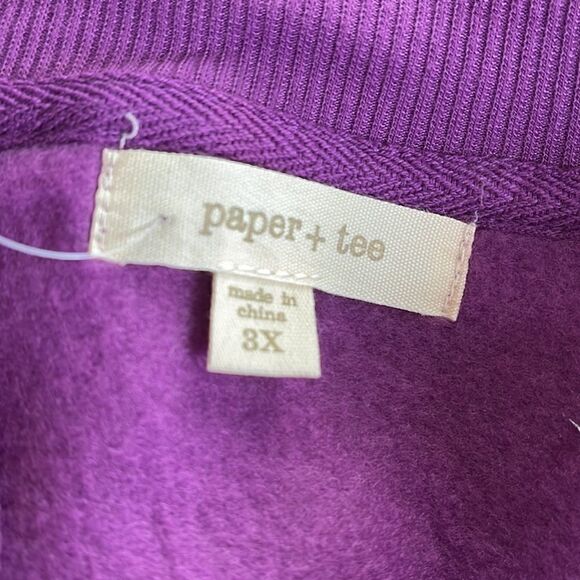 paper + tee
made in
china
3X